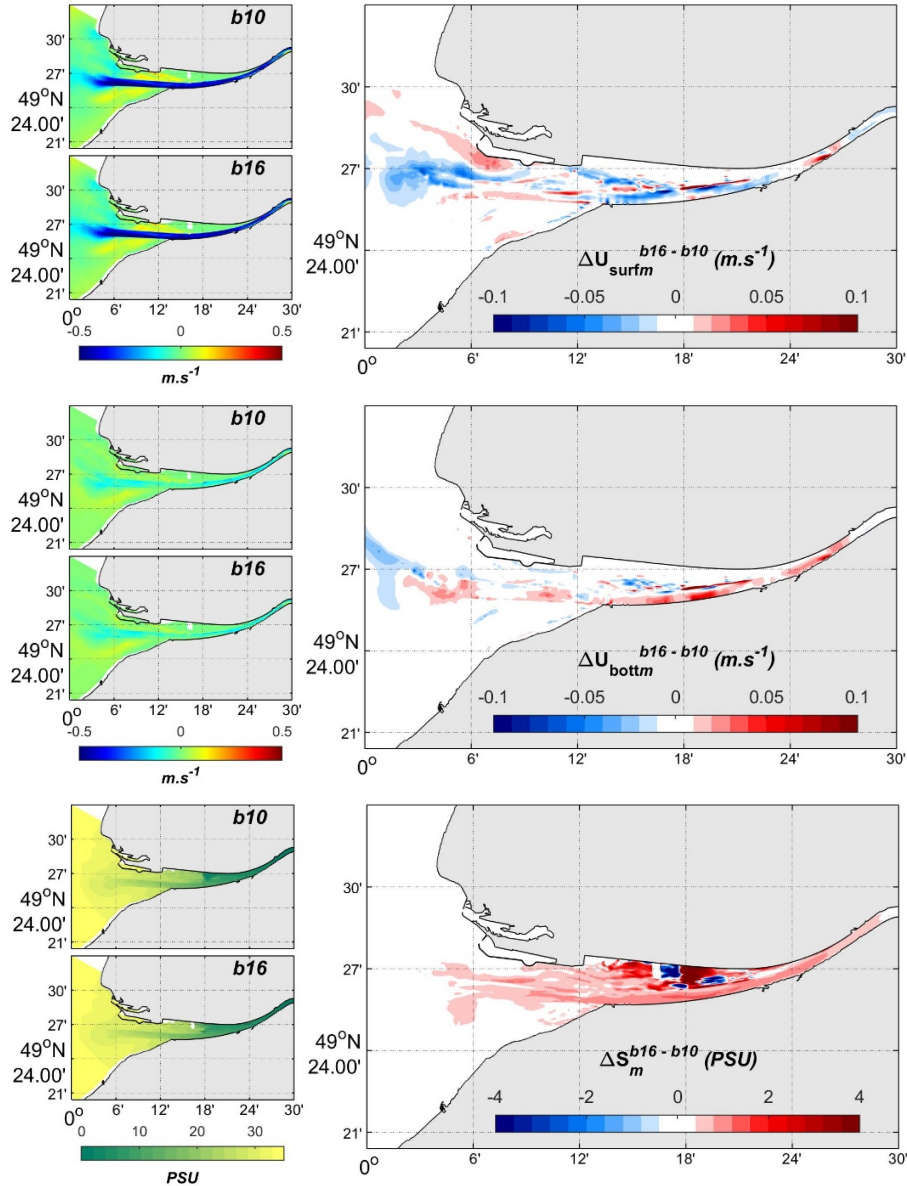 b10
30'
27'
49°N
24.00'
21'
b16
30'
27'
49°N
24.00'
21'
0° 6' 12' 18' 24' 30'
-0.5 0 0.5
m.s-1
30'
27'
49°N
24.00'
21'
ΔUsurfm b16 - b10 (m.s-1)
-0.1 -0.05 0 0.05 0.1
0° 6' 12' 18' 24' 30'
b10
30'
27'
49°N
24.00'
21'
b16
30'
27'
49°N
24.00'
21'
0° 6' 12' 18' 24' 30'
-0.5 0 0.5
m.s-1
30'
27'
49°N
24.00'
21'
ΔUbottm b16 - b10 (m.s-1)
-0.1 -0.05 0 0.05 0.1
0° 6' 12' 18' 24' 30'
b10
30'
27'
49°N
24.00'
21'
b16
30'
27'
49°N
24.00'
21'
0° 6' 12' 18' 24' 30'
0 10 20 30
PSU
30'
27'
49°N
24.00'
21'
ΔSm b16 - b10 (PSU)
-4 -2 0 2 4
0° 6' 12' 18' 24' 30'